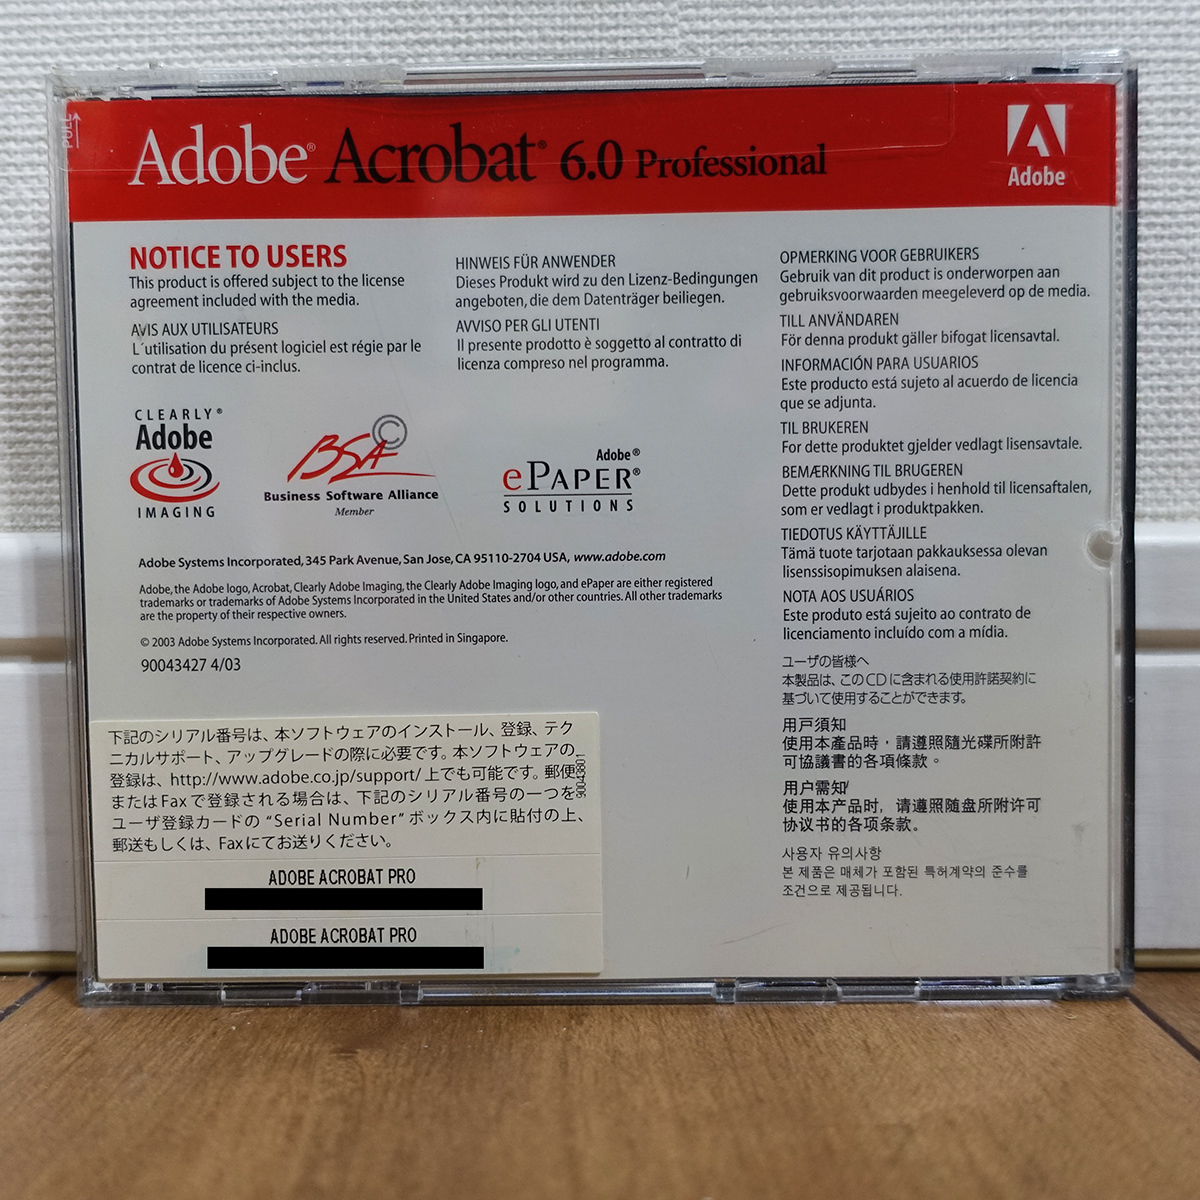 PULL
Adobe® Acrobat® 6.0 Professional
Adobe
NOTICE TO USERS
This product is offered subject to the license
agreement included with the media.
AVIS AUX UTILISATEURS
L´utilisation du présent logiciel est régie par le
contrat de licence ci-inclus.
HINWEIS FÜR ANWENDER
Dieses Produkt wird zu den Lizenz-Bedingungen
angeboten, die dem Datenträger beiliegen.
AVVISO PER GLI UTENTI
Il presente prodotto è soggetto al contratto di
licenza compreso nel programma.
OPMERKING VOOR GEBRUIKERS
Gebruik van dit product is onderworpen aan
gebruiksvoorwaarden meegeleverd op de media.
TILL ANVÄNDAREN
För denna produkt gäller bifogat licensavtal.
INFORMACIÓN PARA USUARIOS
Este producto está sujeto al acuerdo de licencia
que se adjunta.
TIL BRUKEREN
For dette produktet gjelder vedlagt lisensavtale.
BEMÆRKNING TIL BRUGEREN
Dette produkt udbydes i henhold til licensaftalen,
som er vedlagt i produktpakken.
TIEDOTUS KÄYTTÄJILLE
Tämä tuote tarjotaan pakkauksessa olevan
lisenssisopimuksen alaisena.
NOTA AOS USUÁRIOS
Este produto está sujeito ao contrato de
licenciamento incluído com a mídia.
ユーザの皆様へ
本製品は、このCDに含まれる使用許諾契約に
基づいて使用することができます。
用戸須知
使用本產品時，請遵照隨光碟所附許
可協議書的各項條款。
用户需知
使用本产品时，请遵照随盘所附许可
协议书的各项条款。
사용자 유의사항
본 제품은 매체가 포함된 특허계약의 준수를
조건으로 제공됩니다.
CLEARLY®
Adobe
IMAGING
BSA ©
Business Software Alliance
Member
Adobe®
ePAPER®
SOLUTIONS
Adobe Systems Incorporated, 345 Park Avenue, San Jose, CA 95110-2704 USA, www.adobe.com
Adobe, the Adobe logo, Acrobat, Clearly Adobe Imaging, the Clearly Adobe Imaging logo, and ePaper are either registered
trademarks or trademarks of Adobe Systems Incorporated in the United States and/or other countries. All other trademarks
are the property of their respective owners.
© 2003 Adobe Systems Incorporated. All rights reserved. Printed in Singapore.
90043427 4/03
下記のシリアル番号は、本ソフトウェアのインストール、登録、テク
ニカルサポート、アップグレードの際に必要です。本ソフトウェアの
登録は、http://www.adobe.co.jp/support/ 上でも可能です。郵便
またはFaxで登録される場合は、下記のシリアル番号の一つを
ユーザ登録カードの "Serial Number" ボックス内に貼付の上、
郵送もしくは、Faxにてお送りください。
90043801
ADOBE ACROBAT PRO
ADOBE ACROBAT PRO